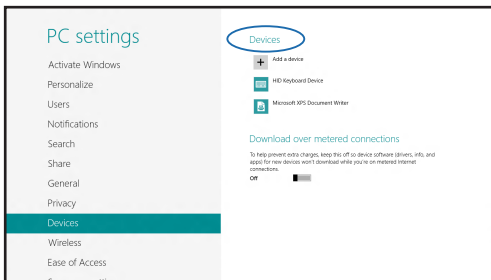 PC settings
Activate Windows
Personalize
Users
Notifications
Search
Share
General
Privacy
Devices
Wireless
Ease of Access
Devices
Add a device
HID Keyboard Device
Microsoft XPS Document Writer
Download over metered connections
To help prevent extra charges, keep this off so device software (drivers, info, and
apps) for new devices won't download while you're on metered Internet
connections.
Off